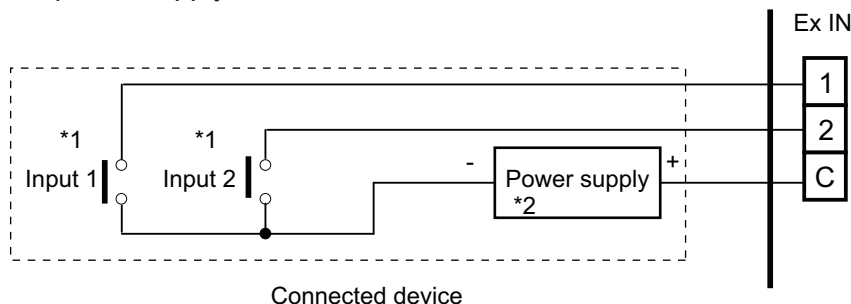 Ex IN
1
*1 *1
2
Input 1 Input 2 - Power supply +
*2
C
Connected device